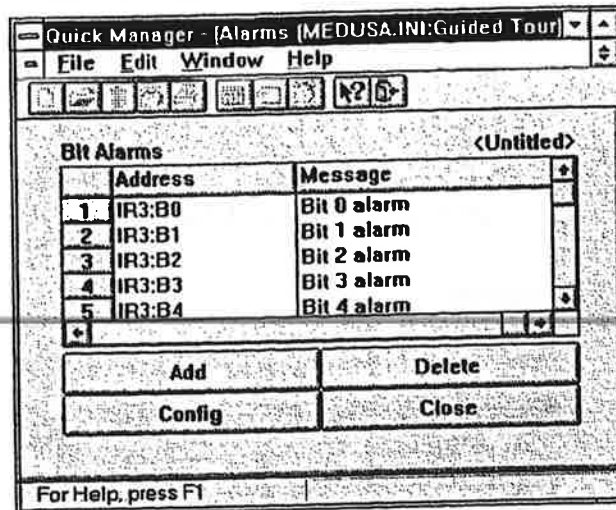 Quick Manager - [Alarms (MEDUSA.INI:Guided Tour]
File Edit Window Help
Bit Alarms <Untitled>
Address Message
1 IR3:B0 Bit 0 alarm
2 IR3:B1 Bit 1 alarm
3 IR3:B2 Bit 2 alarm
4 IR3:B3 Bit 3 alarm
5 IR3:B4 Bit 4 alarm
Add Delete
Config Close
For Help, press F1